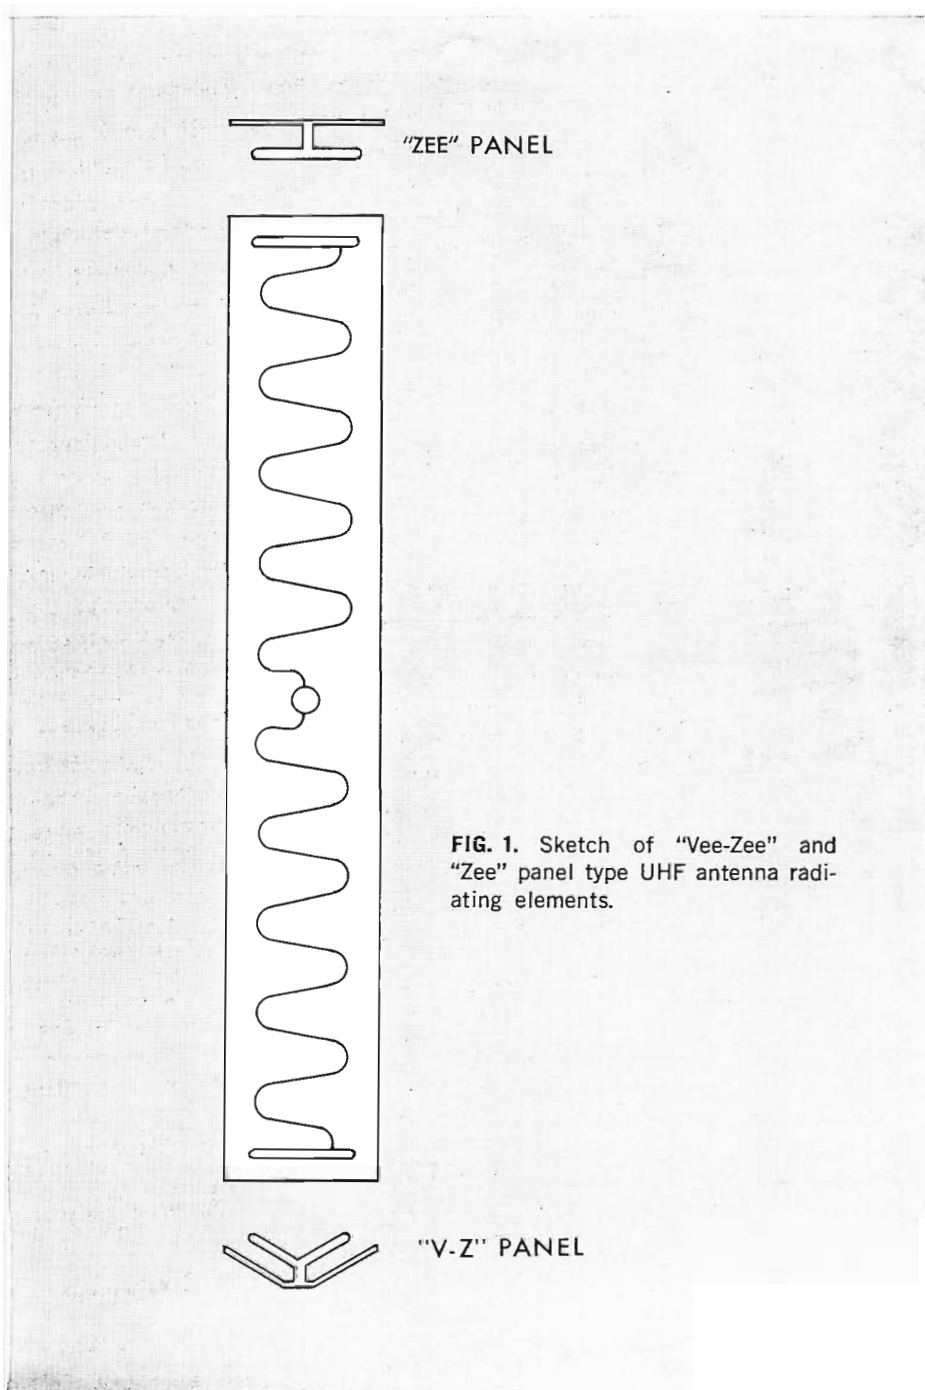 "ZEE" PANEL
FIG. 1. Sketch of “Vee-Zee” and
“Zee” panel type UHF antenna radi-
ating elements.
"V-Z" PANEL